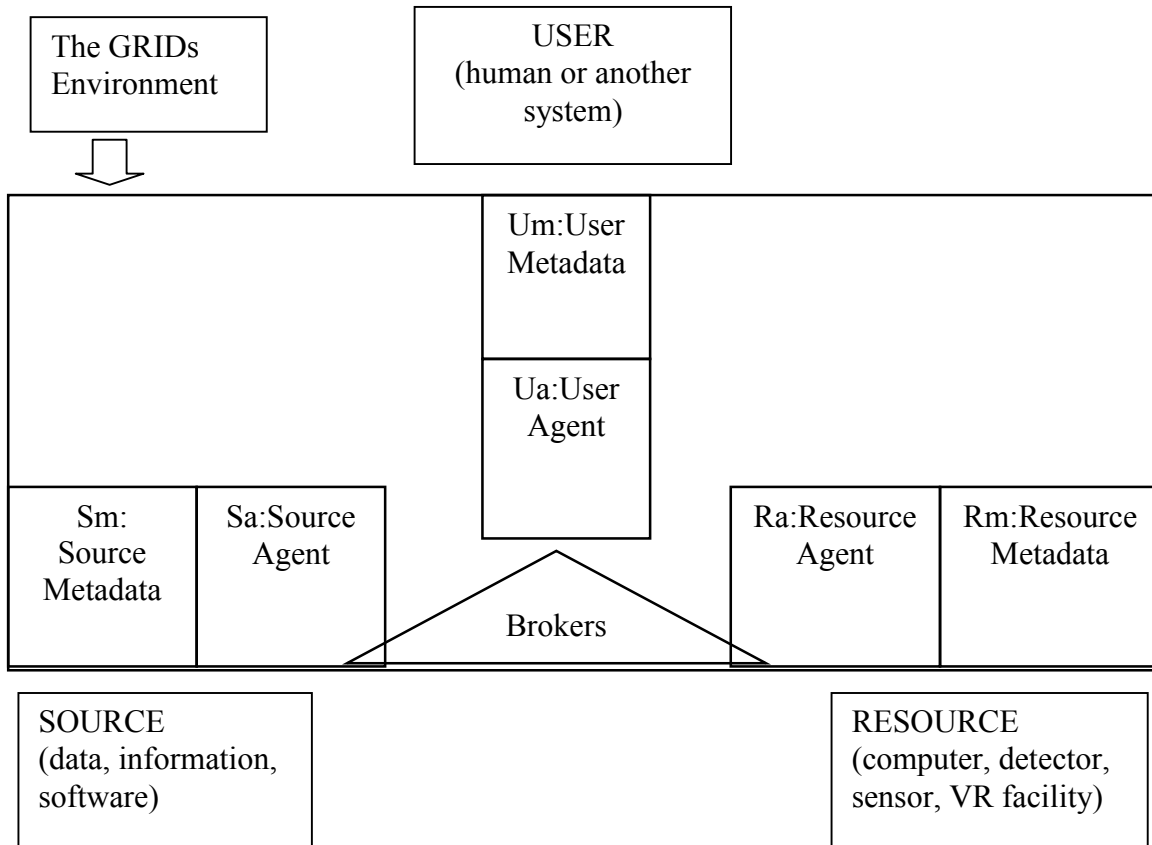 The GRIDs
Environment
USER
(human or another
system)
Um:User
Metadata
Ua:User
Agent
Sm:
Source
Metadata
Sa:Source
Agent
Brokers
Ra:Resource
Agent
Rm:Resource
Metadata
SOURCE
(data, information,
software)
RESOURCE
(computer, detector,
sensor, VR facility)